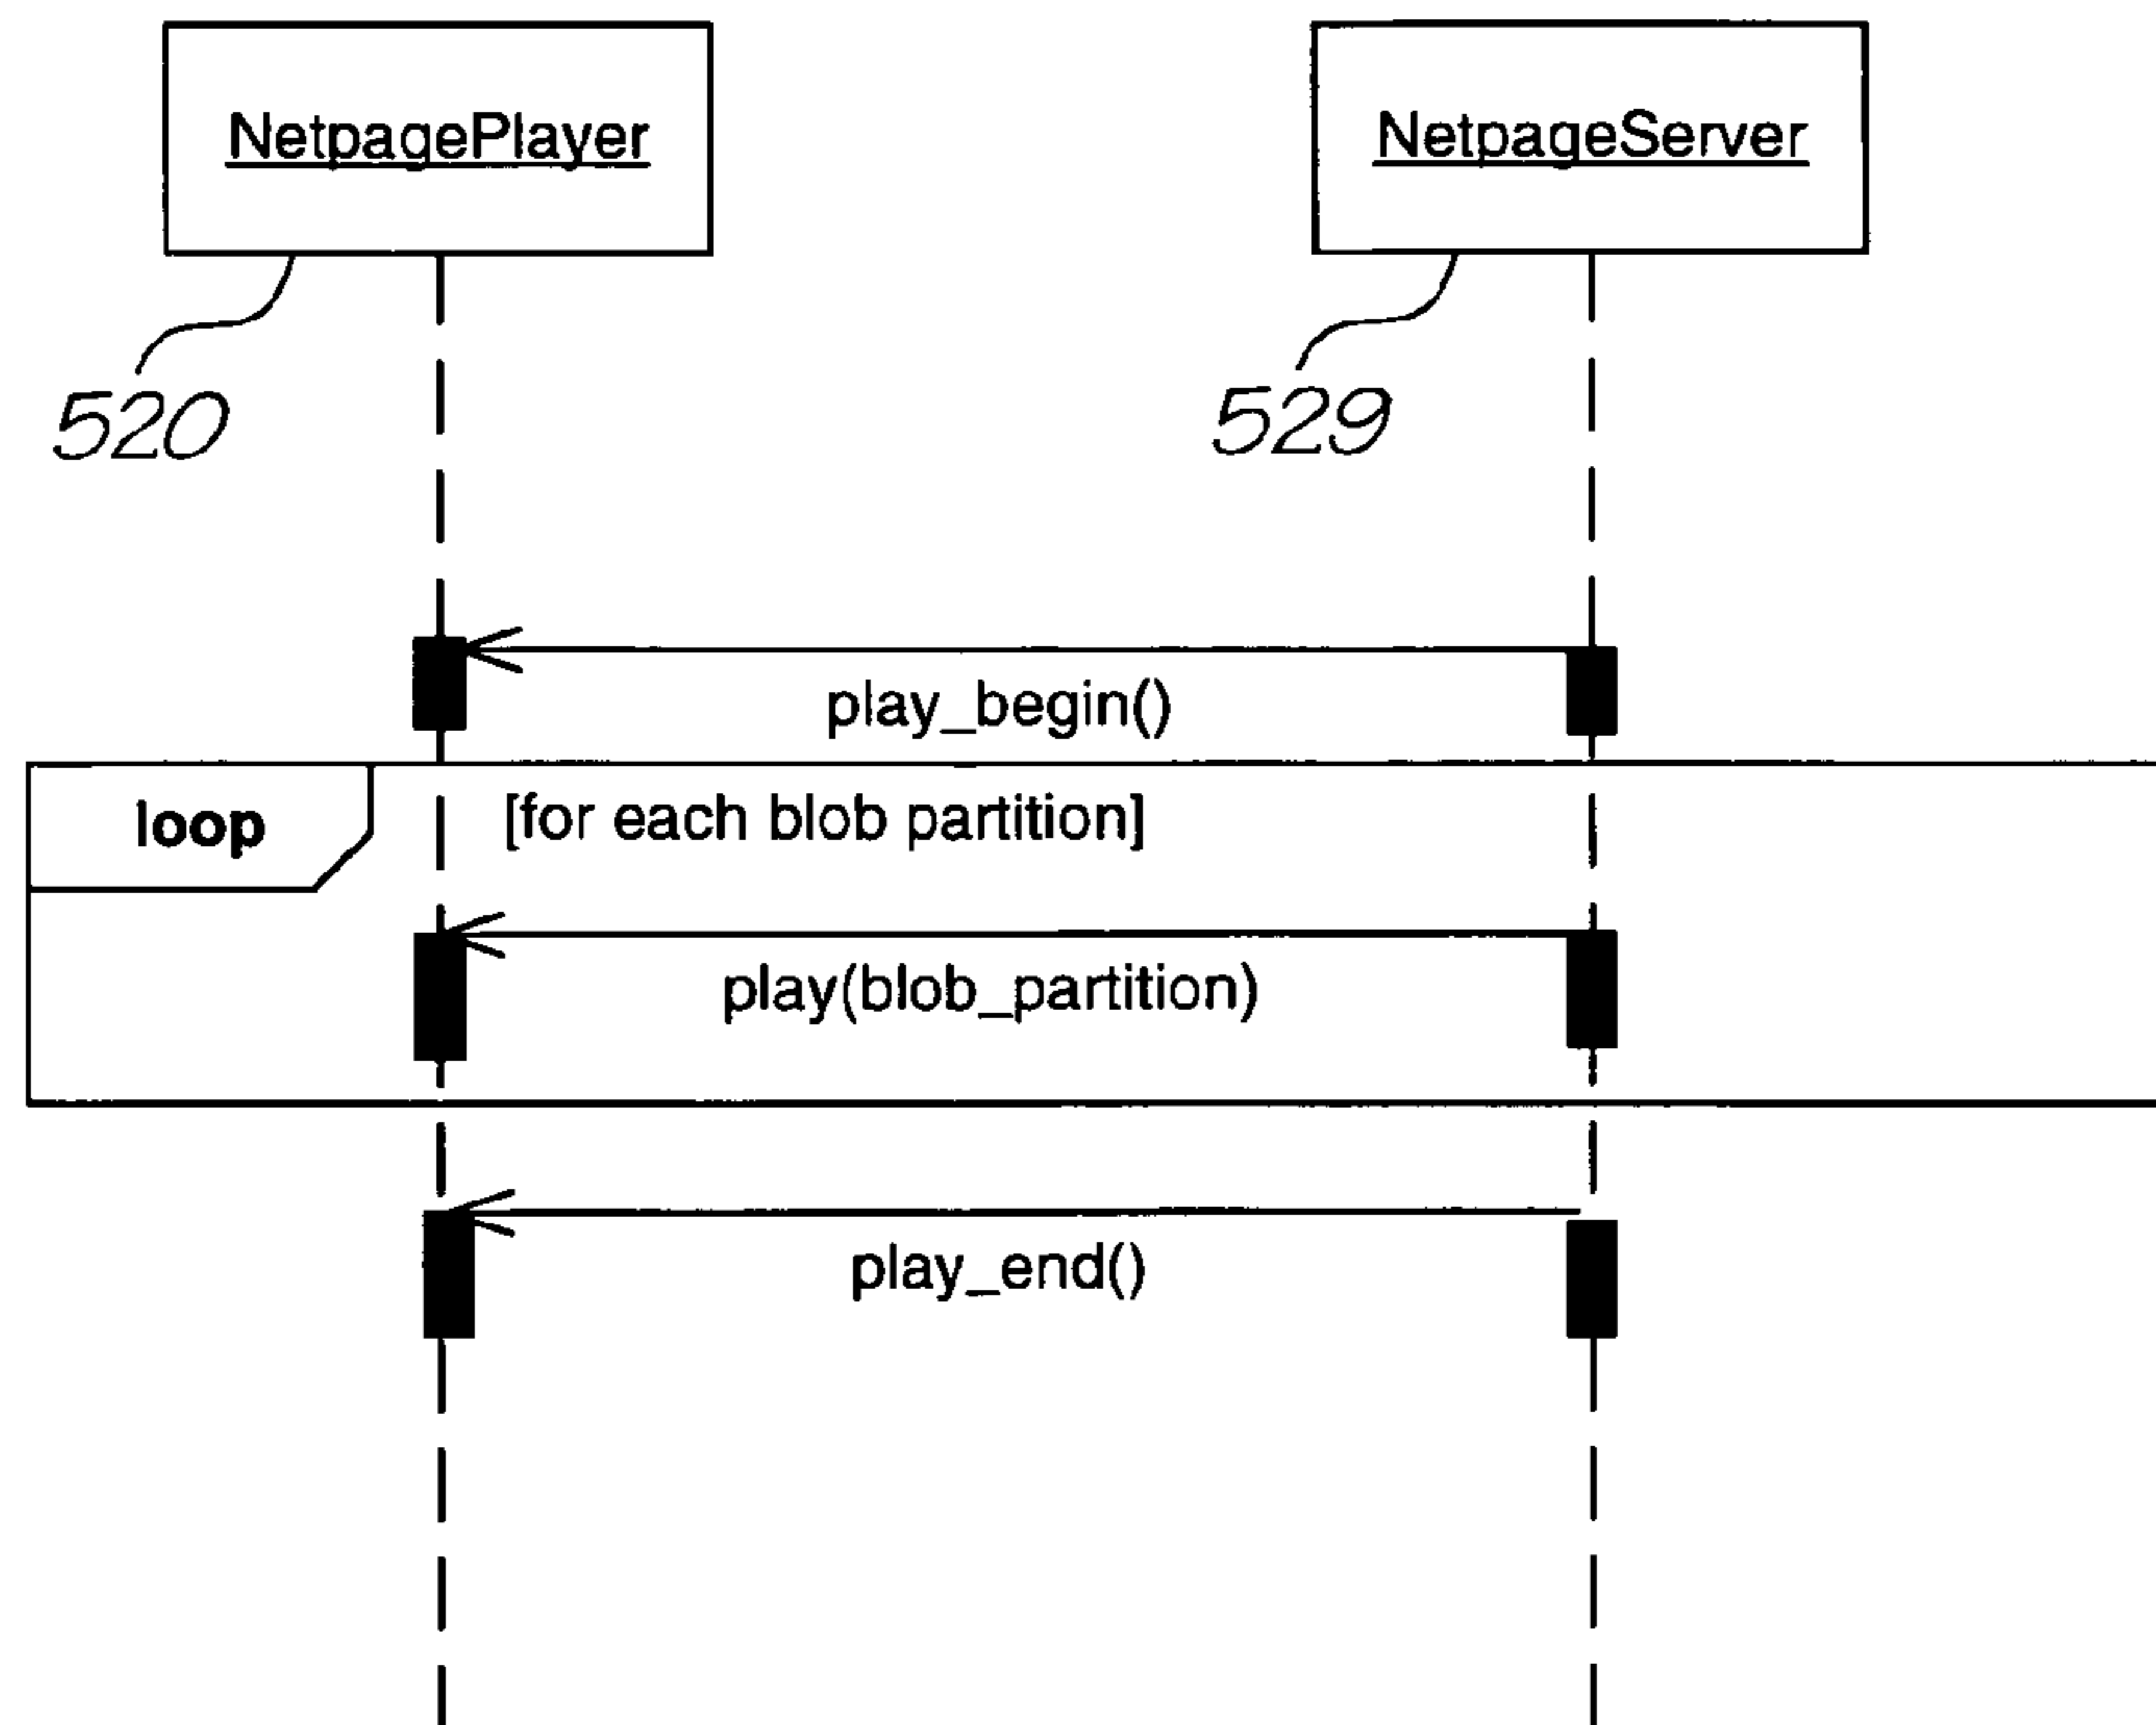 NetpagePlayer
NetpageServer
520
529
play_begin()
loop
[for each blob partition]
play(blob_partition)
play_end()